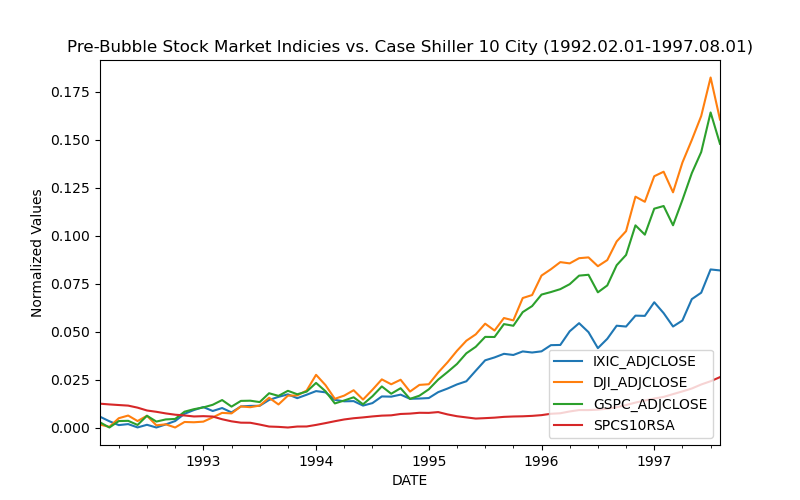 Pre-Bubble Stock Market Indicies vs. Case Shiller 10 City (1992.02.01-1997.08.01)
Normalized Values
0.175
0.150
0.125
0.100
0.075
0.050
0.025
0.000
IXIC_ADJCLOSE
DJI_ADJCLOSE
GSPC_ADJCLOSE
SPCS10RSA
1993
1994
1995
1996
1997
DATE